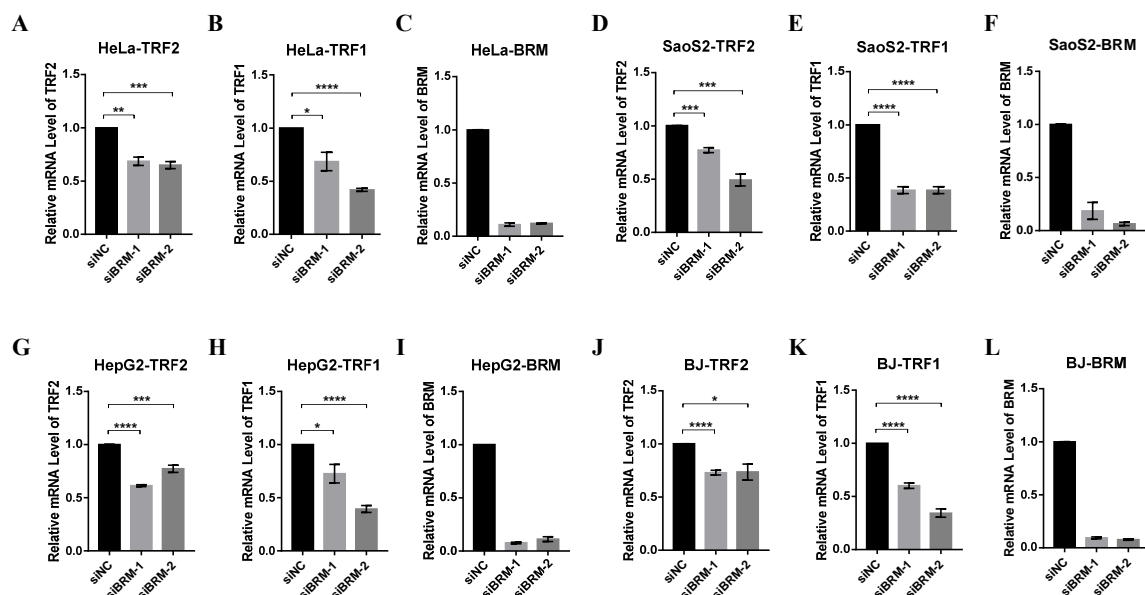 A
HeLa-TRF2
Relative mRNA Level of TRF2
1.5
1.0
0.5
0.0
***
**
siNC
siBRM-1
siBRM-2
B
HeLa-TRF1
Relative mRNA Level of TRF1
1.5
1.0
0.5
0.0
****
*
siNC
siBRM-1
siBRM-2
C
HeLa-BRM
Relative mRNA Level of BRM
1.5
1.0
0.5
0.0
siNC
siBRM-1
siBRM-2
D
SaoS2-TRF2
Relative mRNA Level of TRF2
1.5
1.0
0.5
0.0
***
***
siNC
siBRM-1
siBRM-2
E
SaoS2-TRF1
Relative mRNA Level of TRF1
1.5
1.0
0.5
0.0
****
****
siNC
siBRM-1
siBRM-2
F
SaoS2-BRM
Relative mRNA Level of BRM
1.5
1.0
0.5
0.0
siNC
siBRM-1
siBRM-2
G
HepG2-TRF2
Relative mRNA Level of TRF2
1.5
1.0
0.5
0.0
***
****
siNC
siBRM-1
siBRM-2
H
HepG2-TRF1
Relative mRNA Level of TRF1
1.5
1.0
0.5
0.0
****
*
siNC
siBRM-1
siBRM-2
I
HepG2-BRM
Relative mRNA Level of BRM
1.5
1.0
0.5
0.0
siNC
siBRM-1
siBRM-2
J
BJ-TRF2
Relative mRNA Level of TRF2
1.5
1.0
0.5
0.0
*
****
siNC
siBRM-1
siBRM-2
K
BJ-TRF1
Relative mRNA Level of TRF1
1.5
1.0
0.5
0.0
****
****
siNC
siBRM-1
siBRM-2
L
BJ-BRM
Relative mRNA Level of BRM
1.5
1.0
0.5
0.0
siNC
siBRM-1
siBRM-2